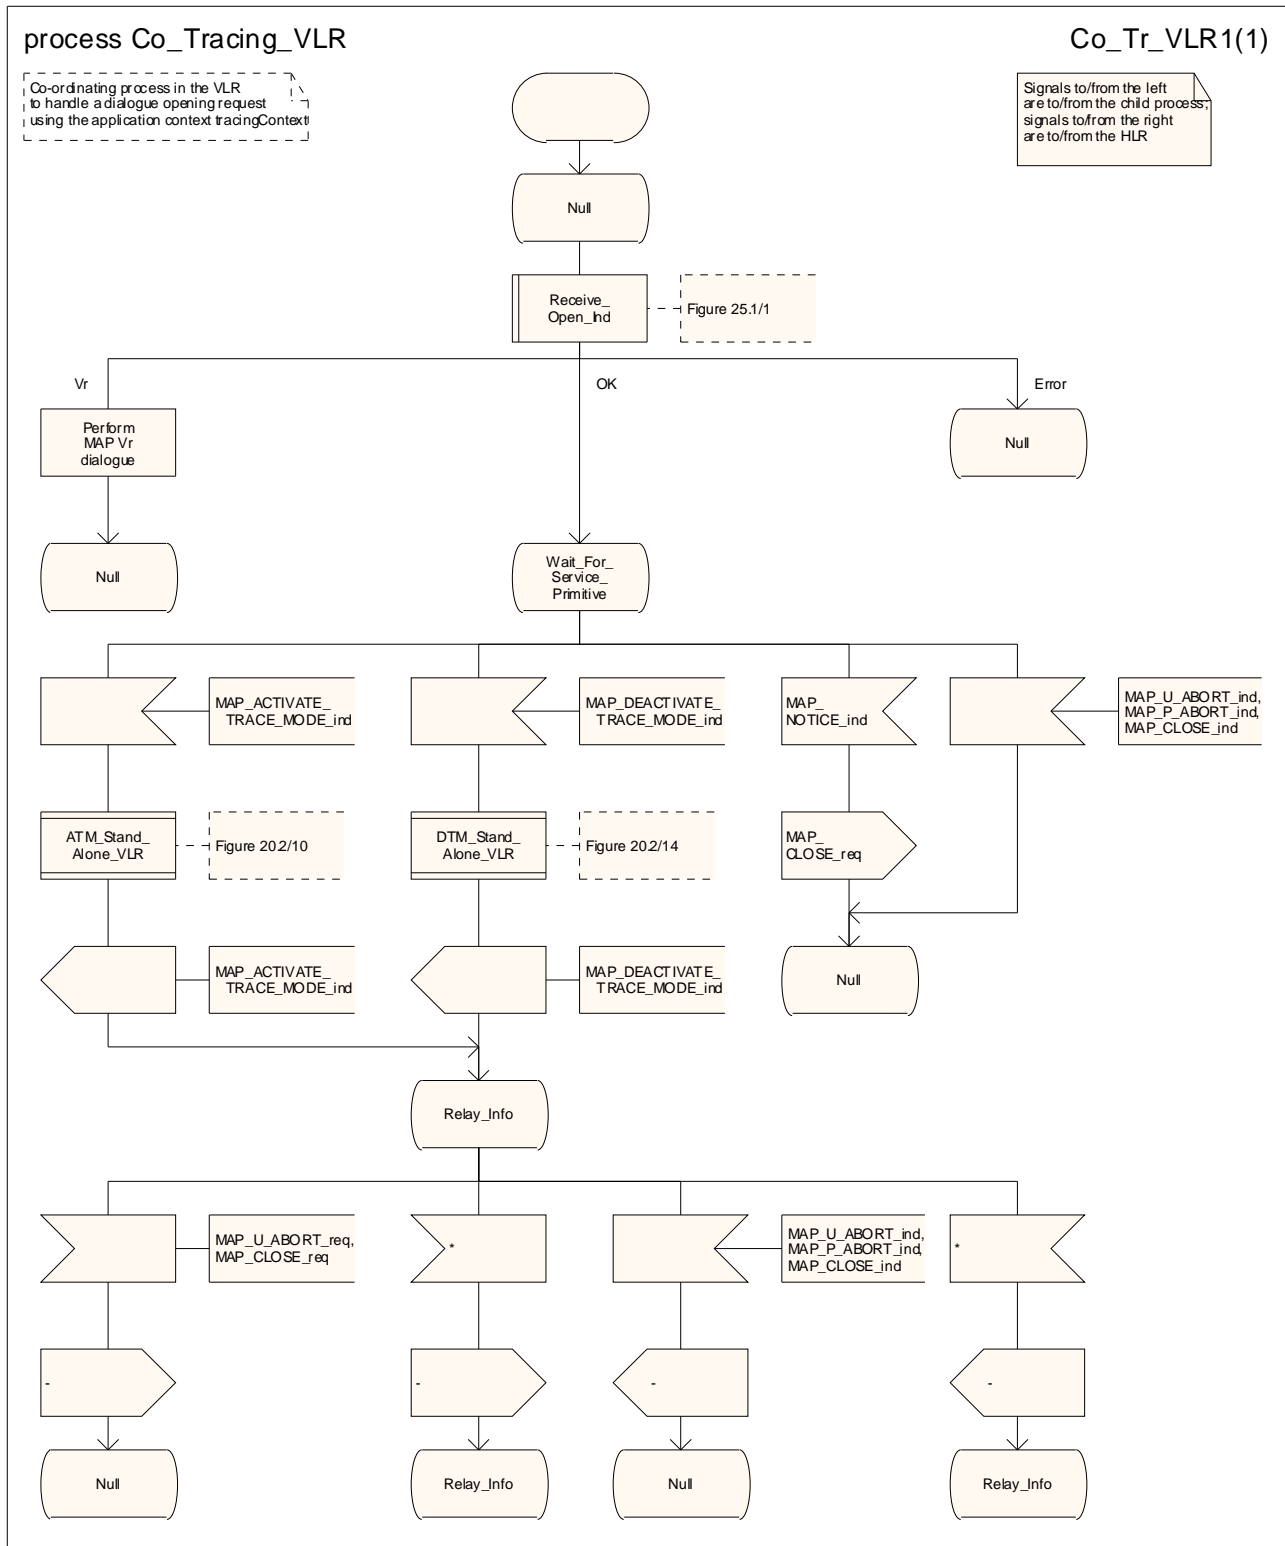 process Co_Tracing_VLR
Co_Tr_VLR1(1)
Co-ordinating process in the VLR
to handle a dialogue opening request
using the application context tracingContext
Signals to/from the left
are to/from the child process;
signals to/from the right
are to/from the HLR
Null
Receive_
Open_Ind
Figure 25.1/1
Vr
OK
Error
Perform
MAP Vr
dialogue
Null
Null
Wait_For_
Service_
Primitive
MAP_ACTIVATE_
TRACE_MODE_ind
MAP_DEACTIVATE_
TRACE_MODE_ind
MAP_
NOTICE_ind
MAP_U_ABORT_ind,
MAP_P_ABORT_ind,
MAP_CLOSE_ind
ATM_Stand_
Alone_VLR
Figure 20.2/10
DTM_Stand_
Alone_VLR
Figure 20.2/14
MAP_
CLOSE_req
MAP_ACTIVATE_
TRACE_MODE_ind
MAP_DEACTIVATE_
TRACE_MODE_ind
Null
Relay_Info
MAP_U_ABORT_req,
MAP_CLOSE_req
*
MAP_U_ABORT_ind,
MAP_P_ABORT_ind,
MAP_CLOSE_ind
*
-
-
-
-
Null
Relay_Info
Null
Relay_Info